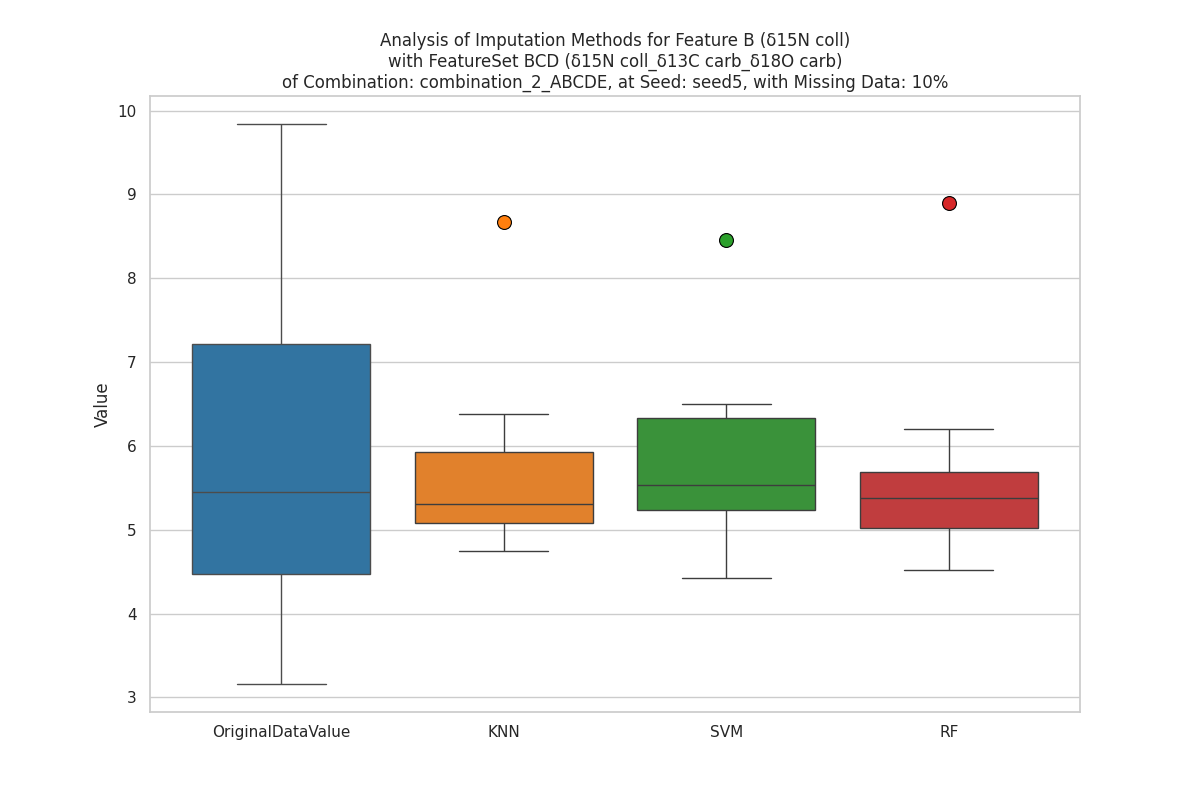 Analysis of Imputation Methods for Feature B (δ15N coll)
with FeatureSet BCD (δ15N coll_δ13C carb_δ18O carb)
of Combination: combination_2_ABCDE, at Seed: seed5, with Missing Data: 10%
10
9
8
7
6
5
4
3
Value
OriginalDataValue
KNN
SVM
RF